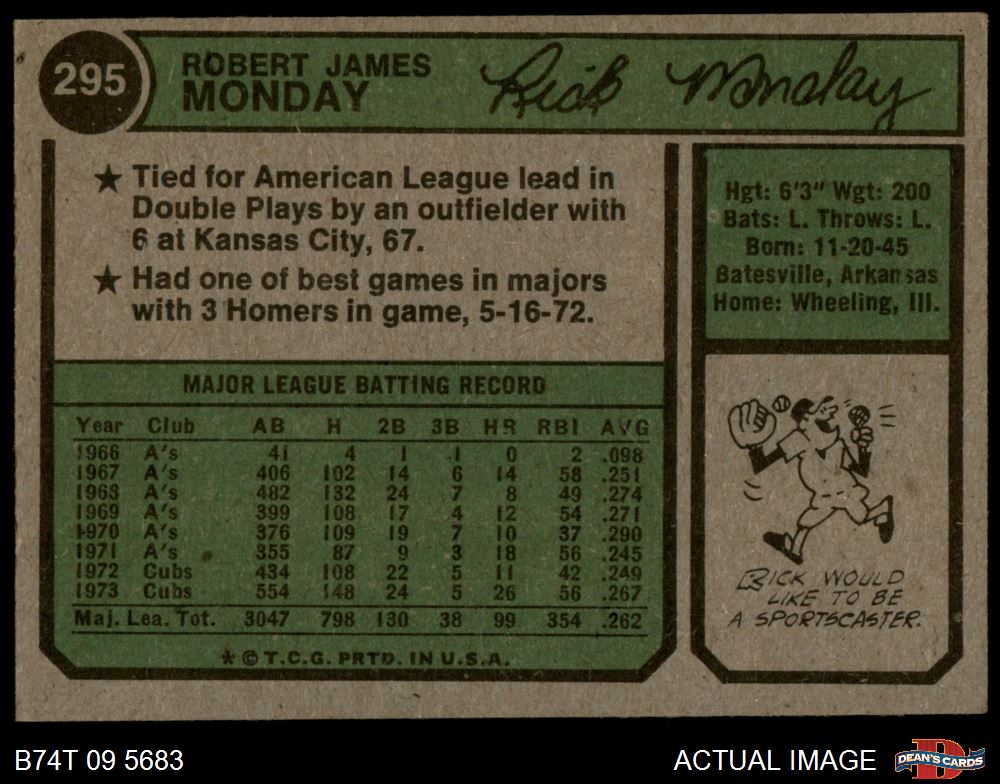 295
ROBERT JAMES
MONDAY
Rick Monday
★ Tied for American League lead in
Double Plays by an outfielder with
6 at Kansas City, 67.
★ Had one of best games in majors
with 3 Homers in game, 5-16-72.
Hgt: 6'3" Wgt: 200
Bats: L. Throws: L.
Born: 11-20-45
Batesville, Arkansas
Home: Wheeling, Ill.
MAJOR LEAGUE BATTING RECORD
Year Club AB H 2B 3B HR RBI AVG
1966 A's 41 4 1 1 0 2 .098
1967 A's 406 102 14 6 14 58 .251
1968 A's 482 132 24 7 8 49 .274
1969 A's 399 108 17 4 12 54 .271
1970 A's 376 109 19 7 10 37 .290
1971 A's 355 87 9 3 18 56 .245
1972 Cubs 434 108 22 5 11 42 .249
1973 Cubs 554 148 24 5 26 56 .267
Maj. Lea. Tot. 3047 798 130 38 99 354 .262
★ © T.C.G. PRTD. IN U.S.A.
RICK WOULD
LIKE TO BE
A SPORTSCASTER.
B74T 09 5683
ACTUAL IMAGE
DEAN'S CARDS